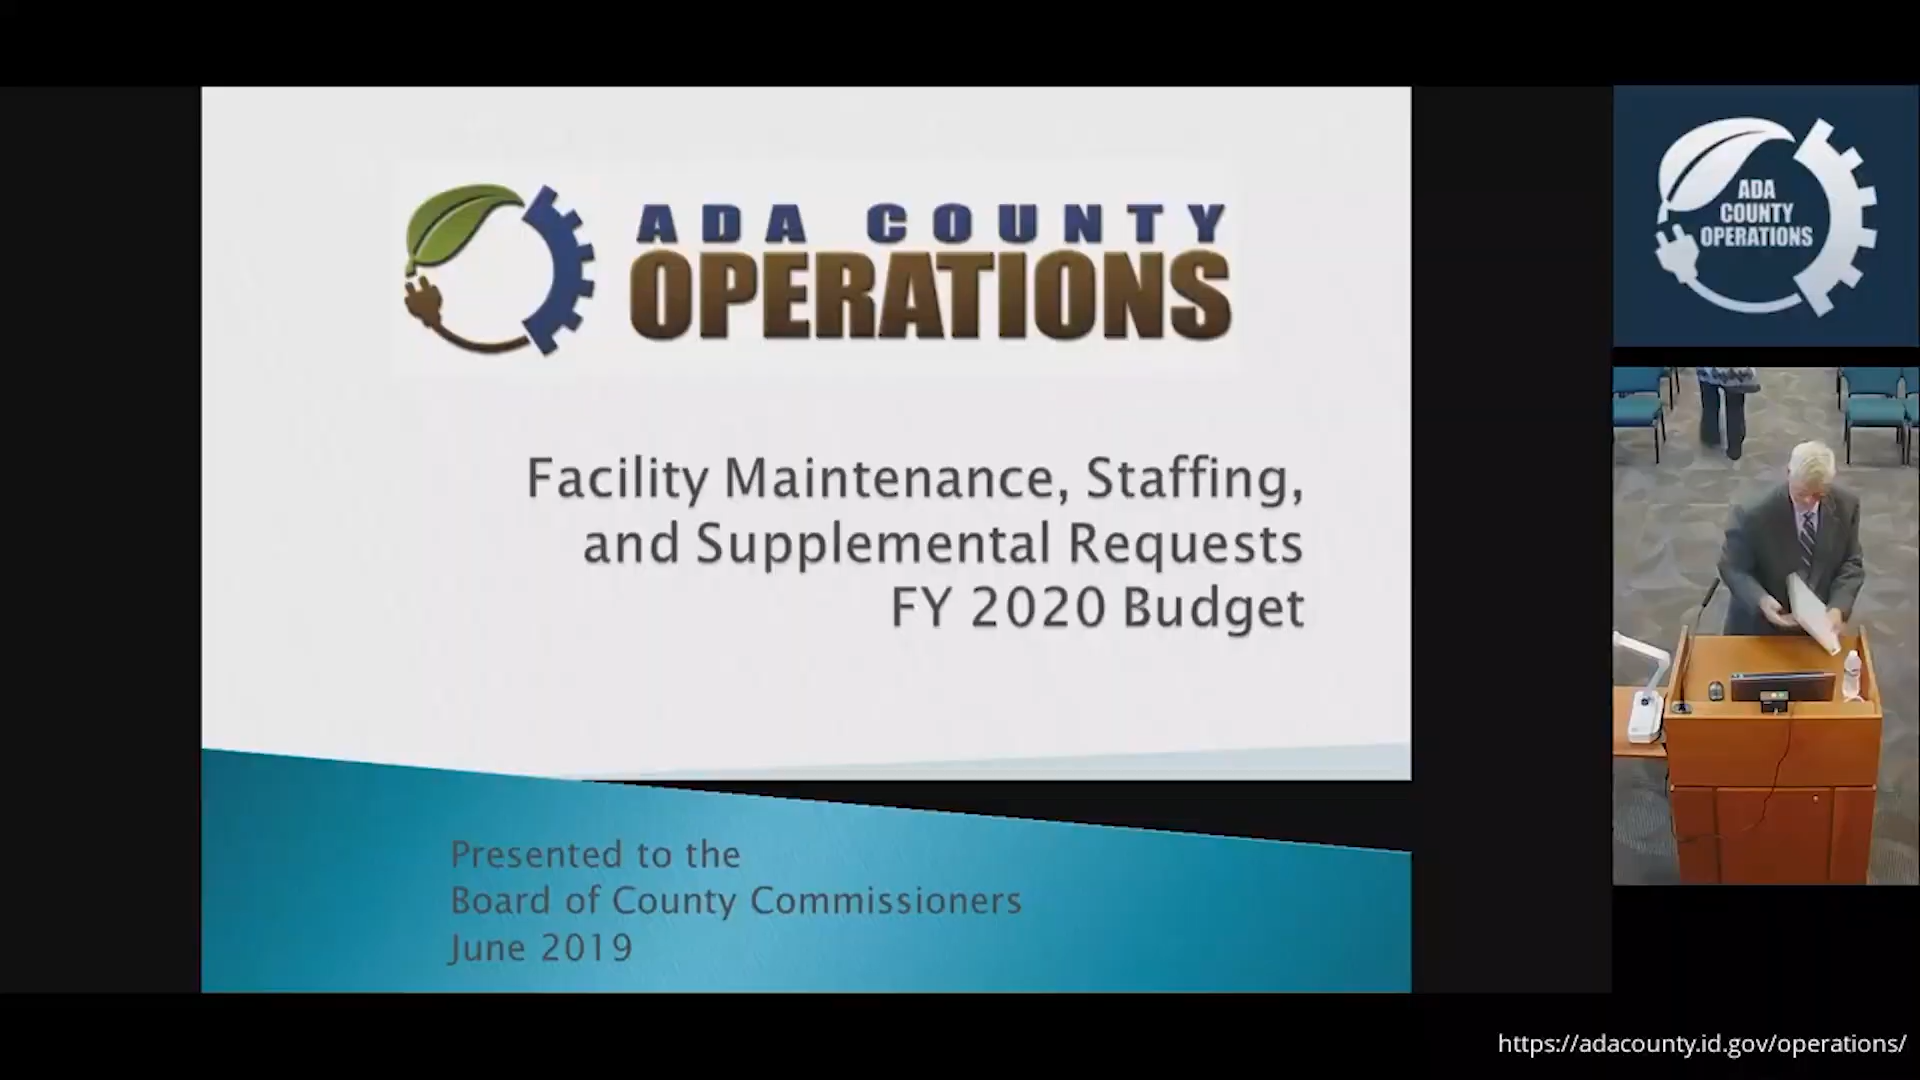 ADA COUNTY
OPERATIONS
Facility Maintenance, Staffing,
and Supplemental Requests
FY 2020 Budget
Presented to the
Board of County Commissioners
June 2019
ADA
COUNTY
OPERATIONS
https://adacounty.id.gov/operations/